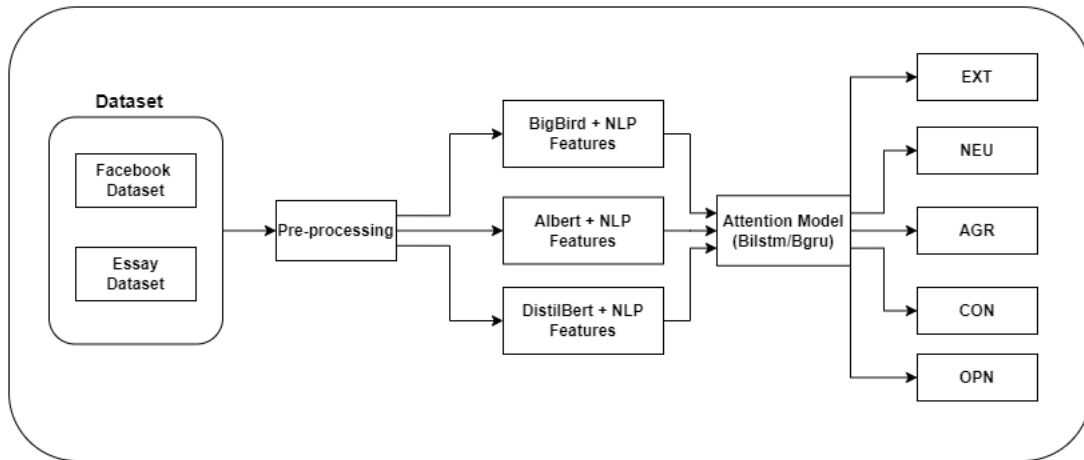 Dataset
Facebook
Dataset
Essay
Dataset
Pre-processing
BigBird + NLP
Features
Albert + NLP
Features
DistilBert + NLP
Features
Attention Model
(Bilstm/Bgru)
EXT
NEU
AGR
CON
OPN